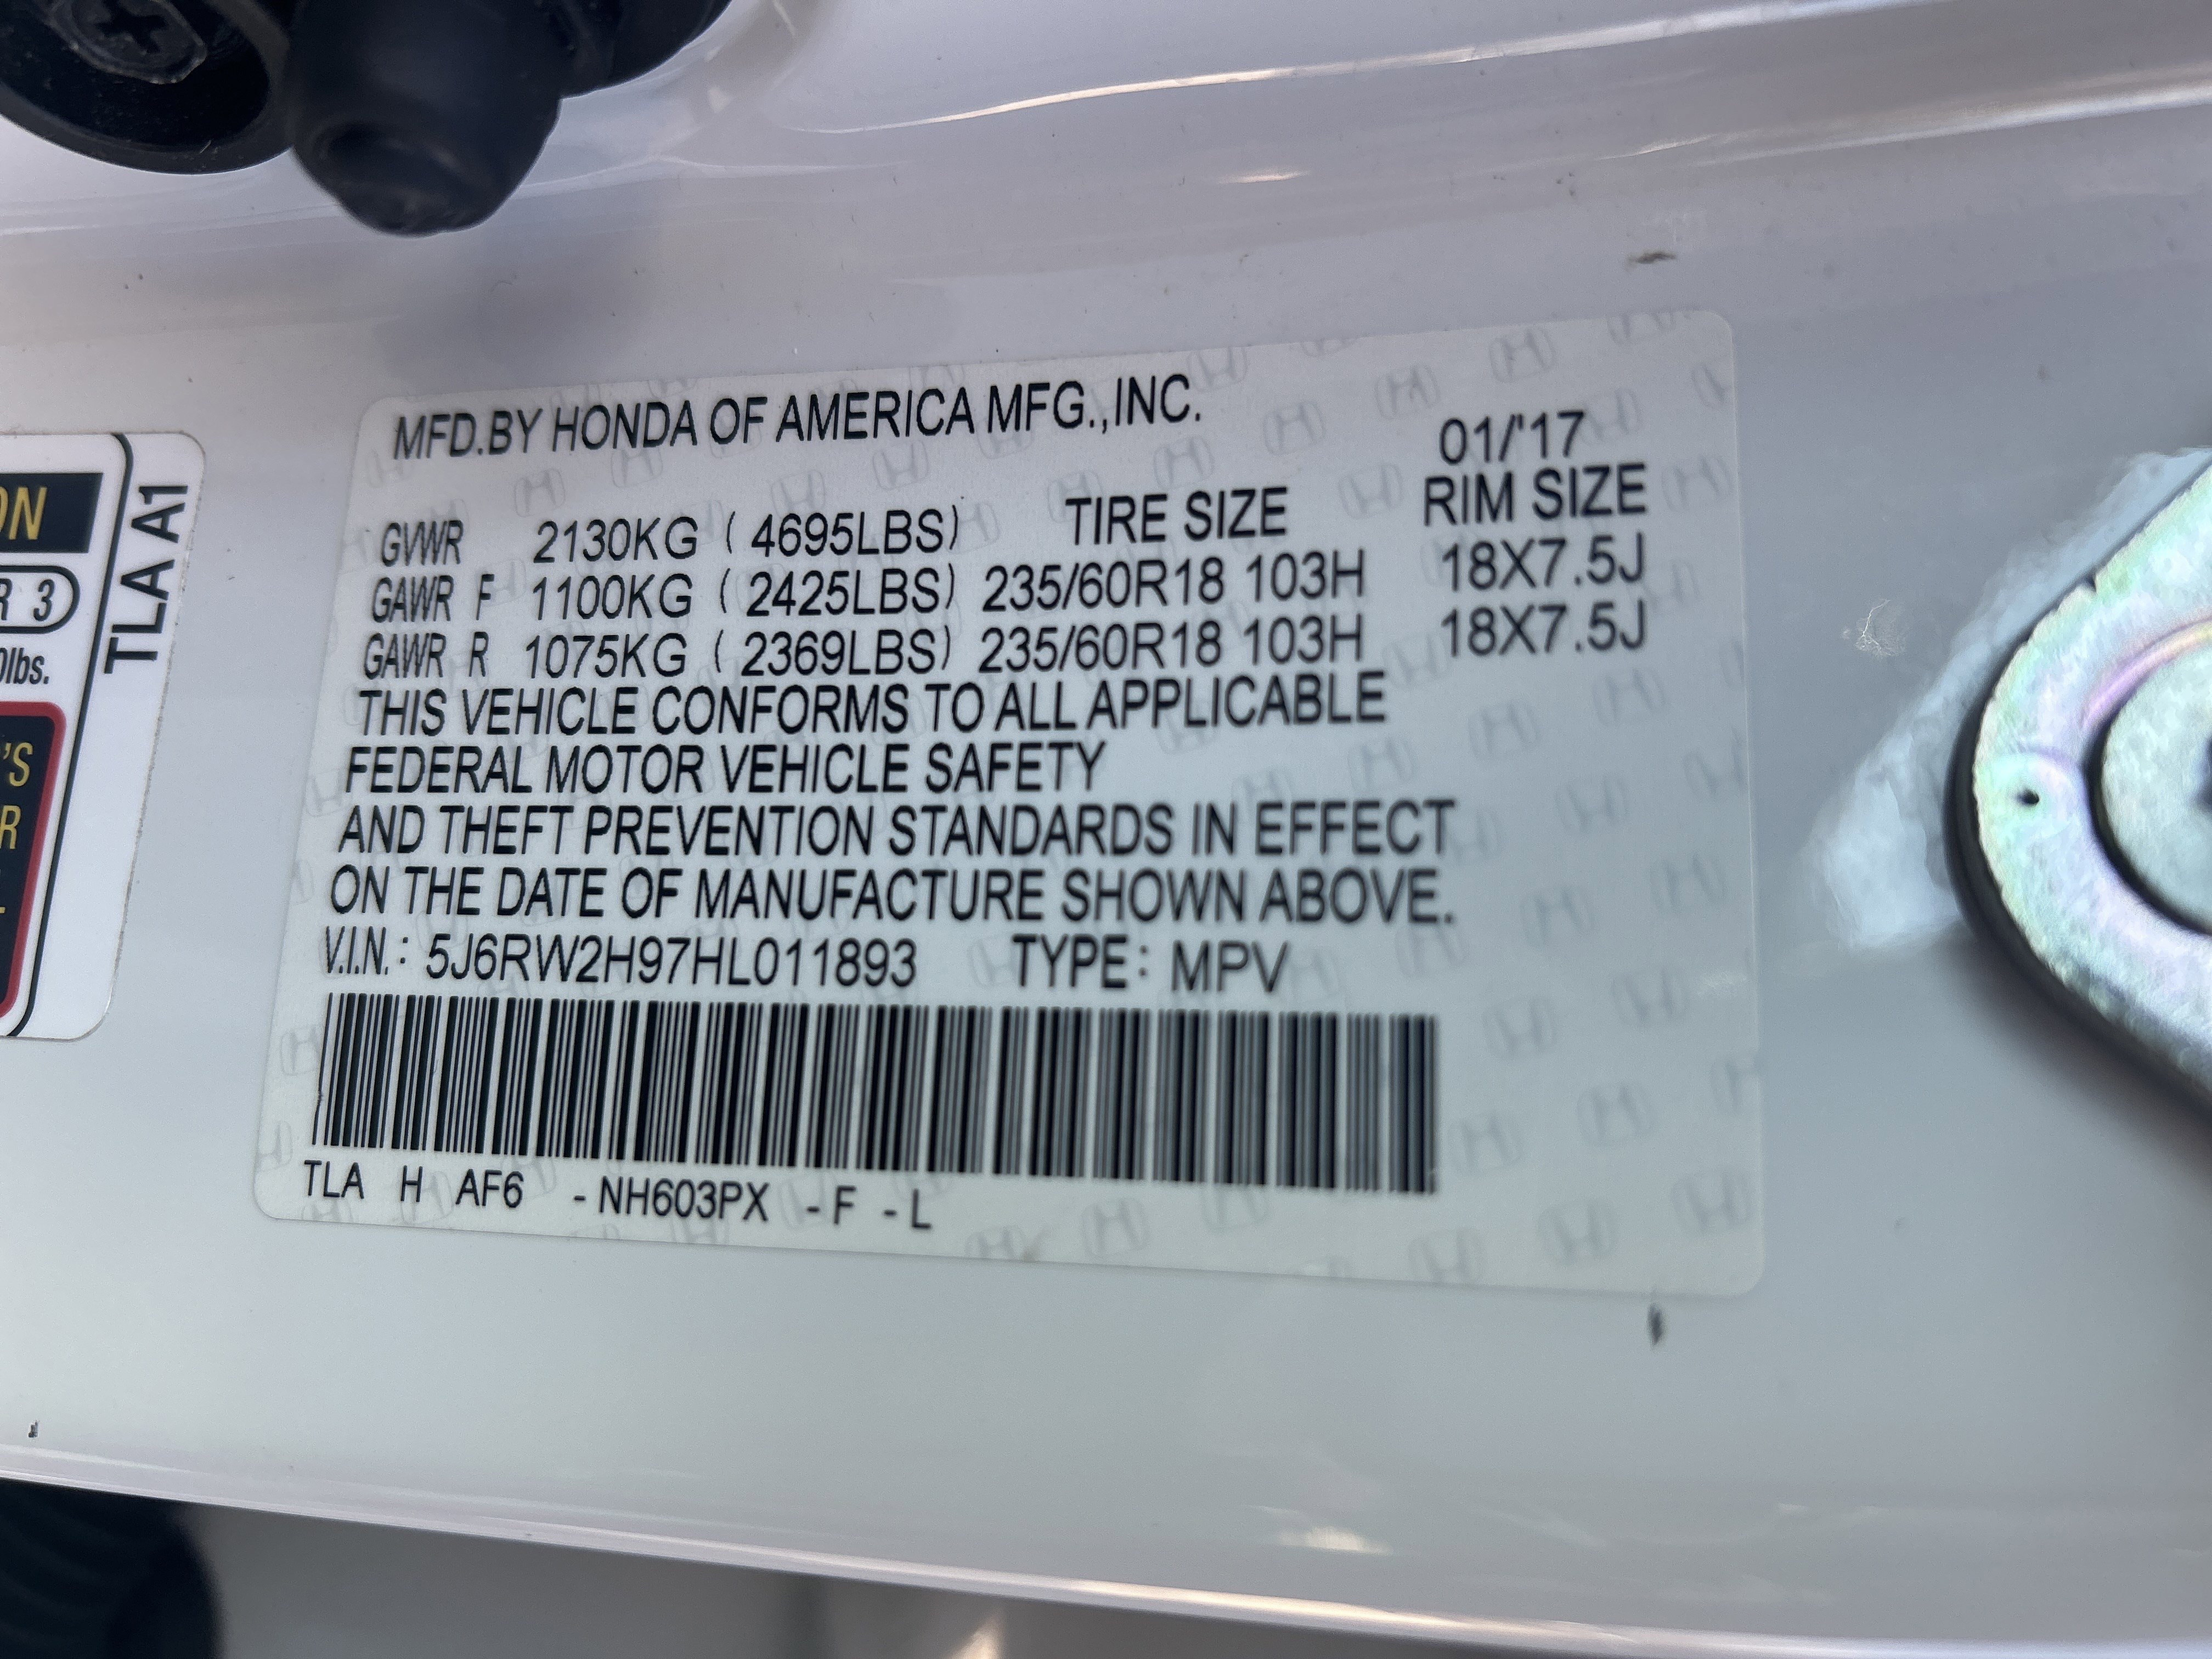 MFD.BY HONDA OF AMERICA MFG.,INC.
01/'17
GVWR 2130KG (4695LBS) TIRE SIZE RIM SIZE
GAWR F 1100KG (2425LBS) 235/60R18 103H 18X7.5J
GAWR R 1075KG (2369LBS) 235/60R18 103H 18X7.5J
THIS VEHICLE CONFORMS TO ALL APPLICABLE
FEDERAL MOTOR VEHICLE SAFETY
AND THEFT PREVENTION STANDARDS IN EFFECT
ON THE DATE OF MANUFACTURE SHOWN ABOVE.
V.I.N.: 5J6RW2H97HL011893 TYPE: MPV
TLA H AF6 -NH603PX -F -L
TLA A1
3
lbs.